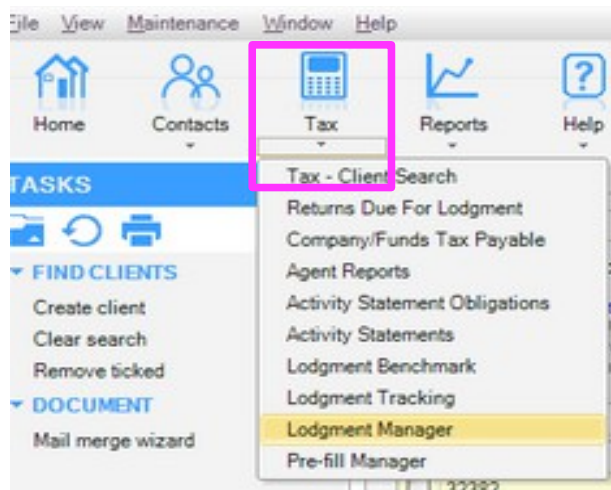 File View Maintenance Window Help
Home Contacts Tax Reports Help
TASKS
Tax - Client Search
Returns Due For Lodgment
Company/Funds Tax Payable
FIND CLIENTS
Agent Reports
Create client
Activity Statement Obligations
Clear search
Activity Statements
Remove ticked
Lodgment Benchmark
DOCUMENT
Lodgment Tracking
Mail merge wizard
Lodgment Manager
Pre-fill Manager